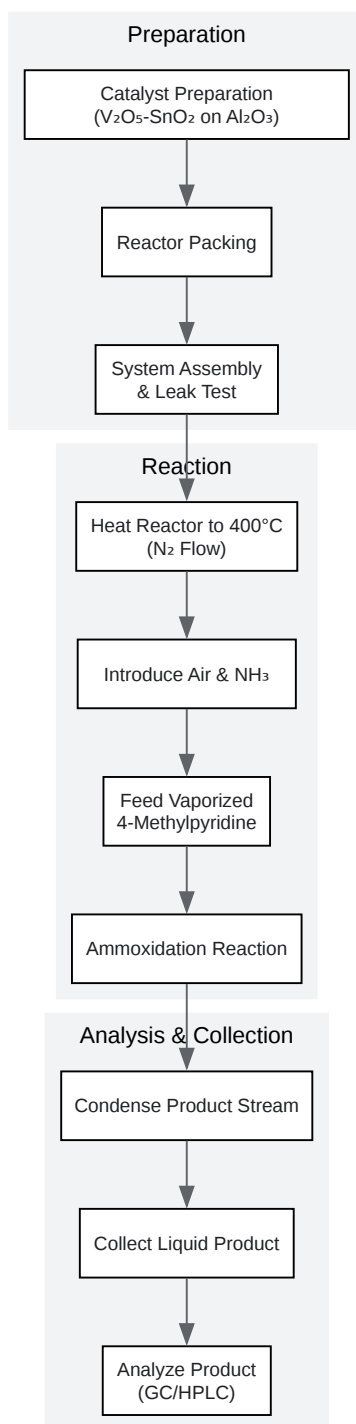 Preparation
Catalyst Preparation
(V₂O₅-SnO₂ on Al₂O₃)
Reactor Packing
System Assembly
& Leak Test
Reaction
Heat Reactor to 400°C
(N₂ Flow)
Introduce Air & NH₃
Feed Vaporized
4-Methylpyridine
Ammoxidation Reaction
Analysis & Collection
Condense Product Stream
Collect Liquid Product
Analyze Product
(GC/HPLC)